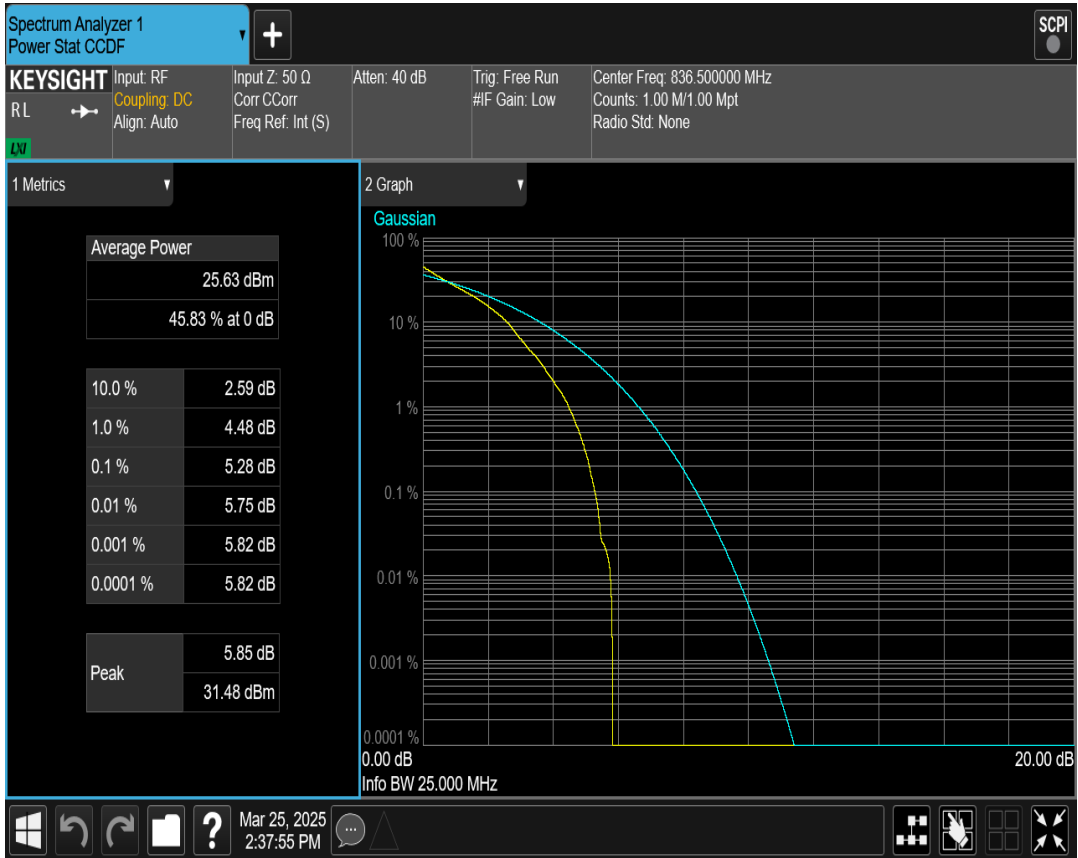 Spectrum Analyzer 1
Power Stat CCDF
+
SCPI
KEYSIGHT
R L
LXI
Input: RF
Coupling: DC
Align: Auto
Input Z: 50 Ω
Corr CCorr
Freq Ref: Int (S)
Atten: 40 dB
Trig: Free Run
#IF Gain: Low
Center Freq: 836.500000 MHz
Counts: 1.00 M/1.00 Mpt
Radio Std: None
1 Metrics
Average Power
25.63 dBm
45.83 % at 0 dB
10.0 % 2.59 dB
1.0 % 4.48 dB
0.1 % 5.28 dB
0.01 % 5.75 dB
0.001 % 5.82 dB
0.0001 % 5.82 dB
Peak
5.85 dB
31.48 dBm
2 Graph
Gaussian
100 %
10 %
1 %
0.1 %
0.01 %
0.001 %
0.0001 %
0.00 dB 20.00 dB
Info BW 25.000 MHz
?
Mar 25, 2025
2:37:55 PM